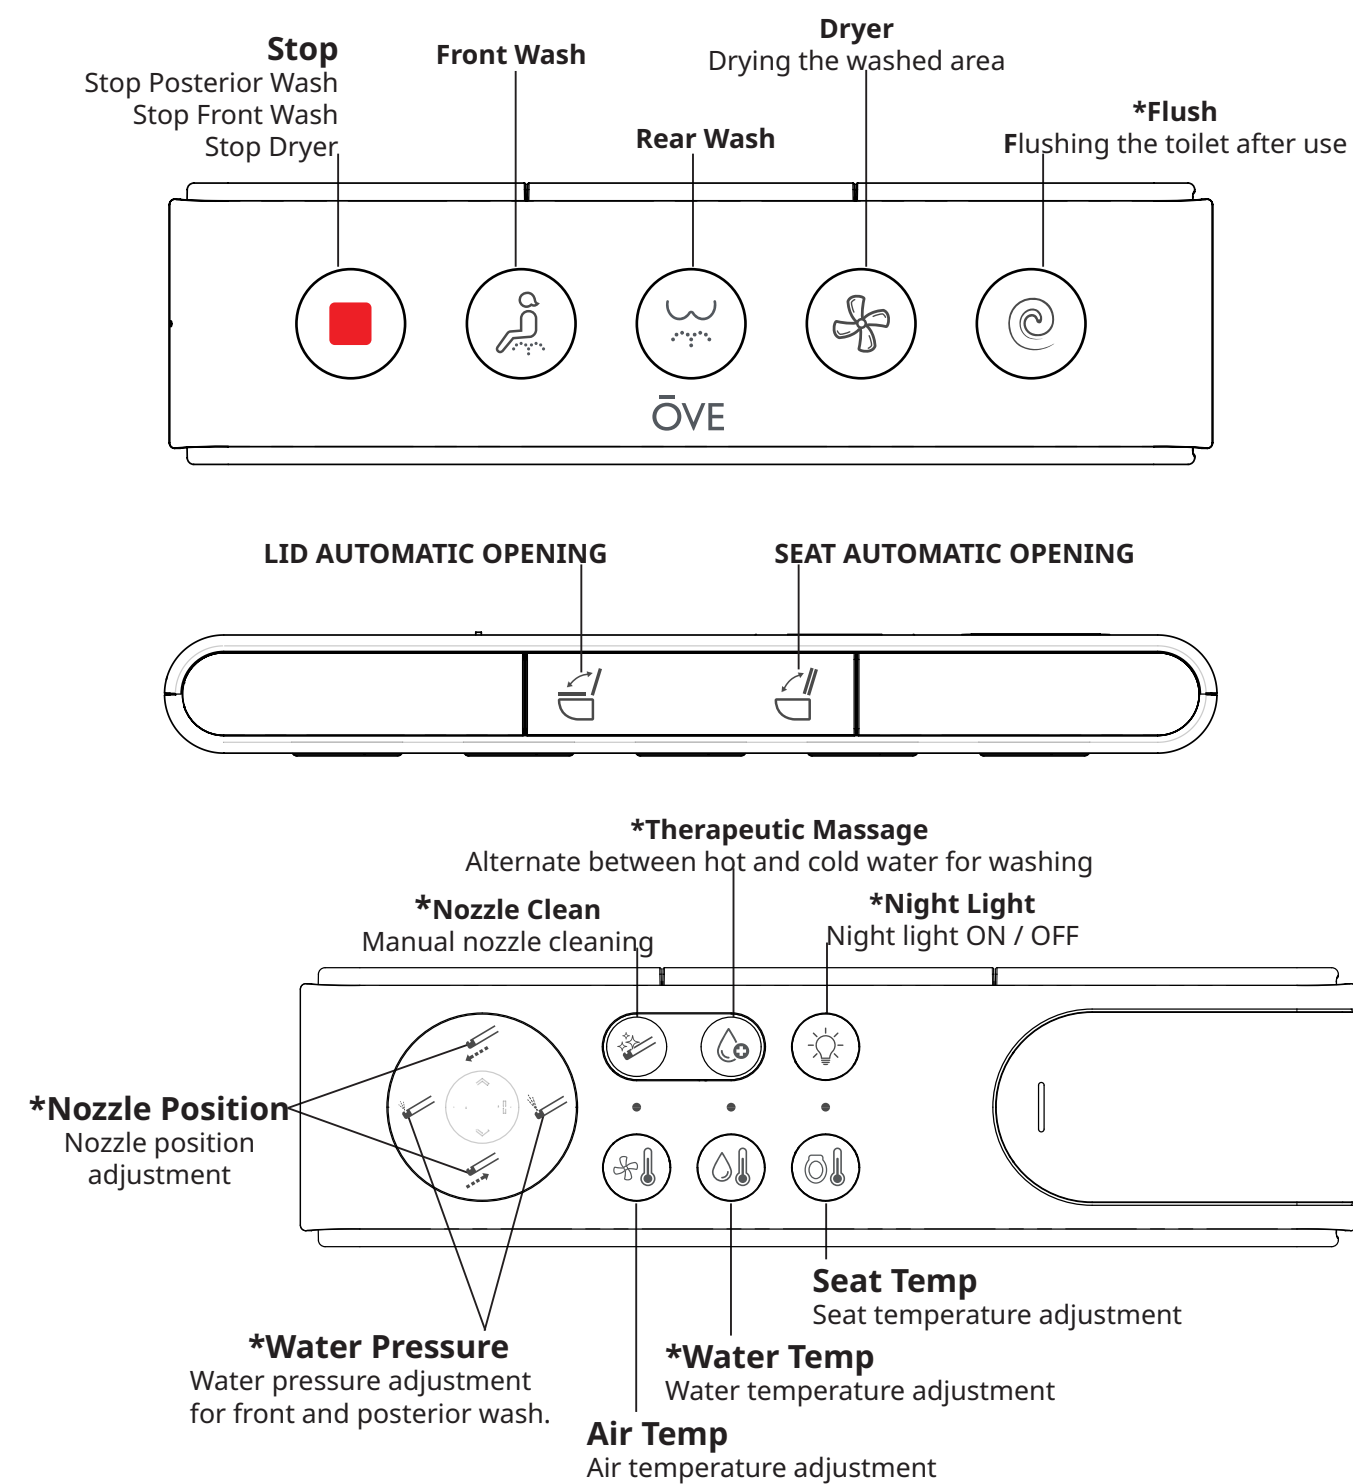 Stop
Stop Posterior Wash
Stop Front Wash
Stop Dryer
Front Wash
Rear Wash
Dryer
Drying the washed area
*Flush
Flushing the toilet after use
ŌVE
LID AUTOMATIC OPENING
SEAT AUTOMATIC OPENING
*Therapeutic Massage
Alternate between hot and cold water for washing
*Nozzle Clean
Manual nozzle cleaning
*Night Light
Night light ON / OFF
*Nozzle Position
Nozzle position
adjustment
*Water Pressure
Water pressure adjustment
for front and posterior wash.
Seat Temp
Seat temperature adjustment
*Water Temp
Water temperature adjustment
Air Temp
Air temperature adjustment